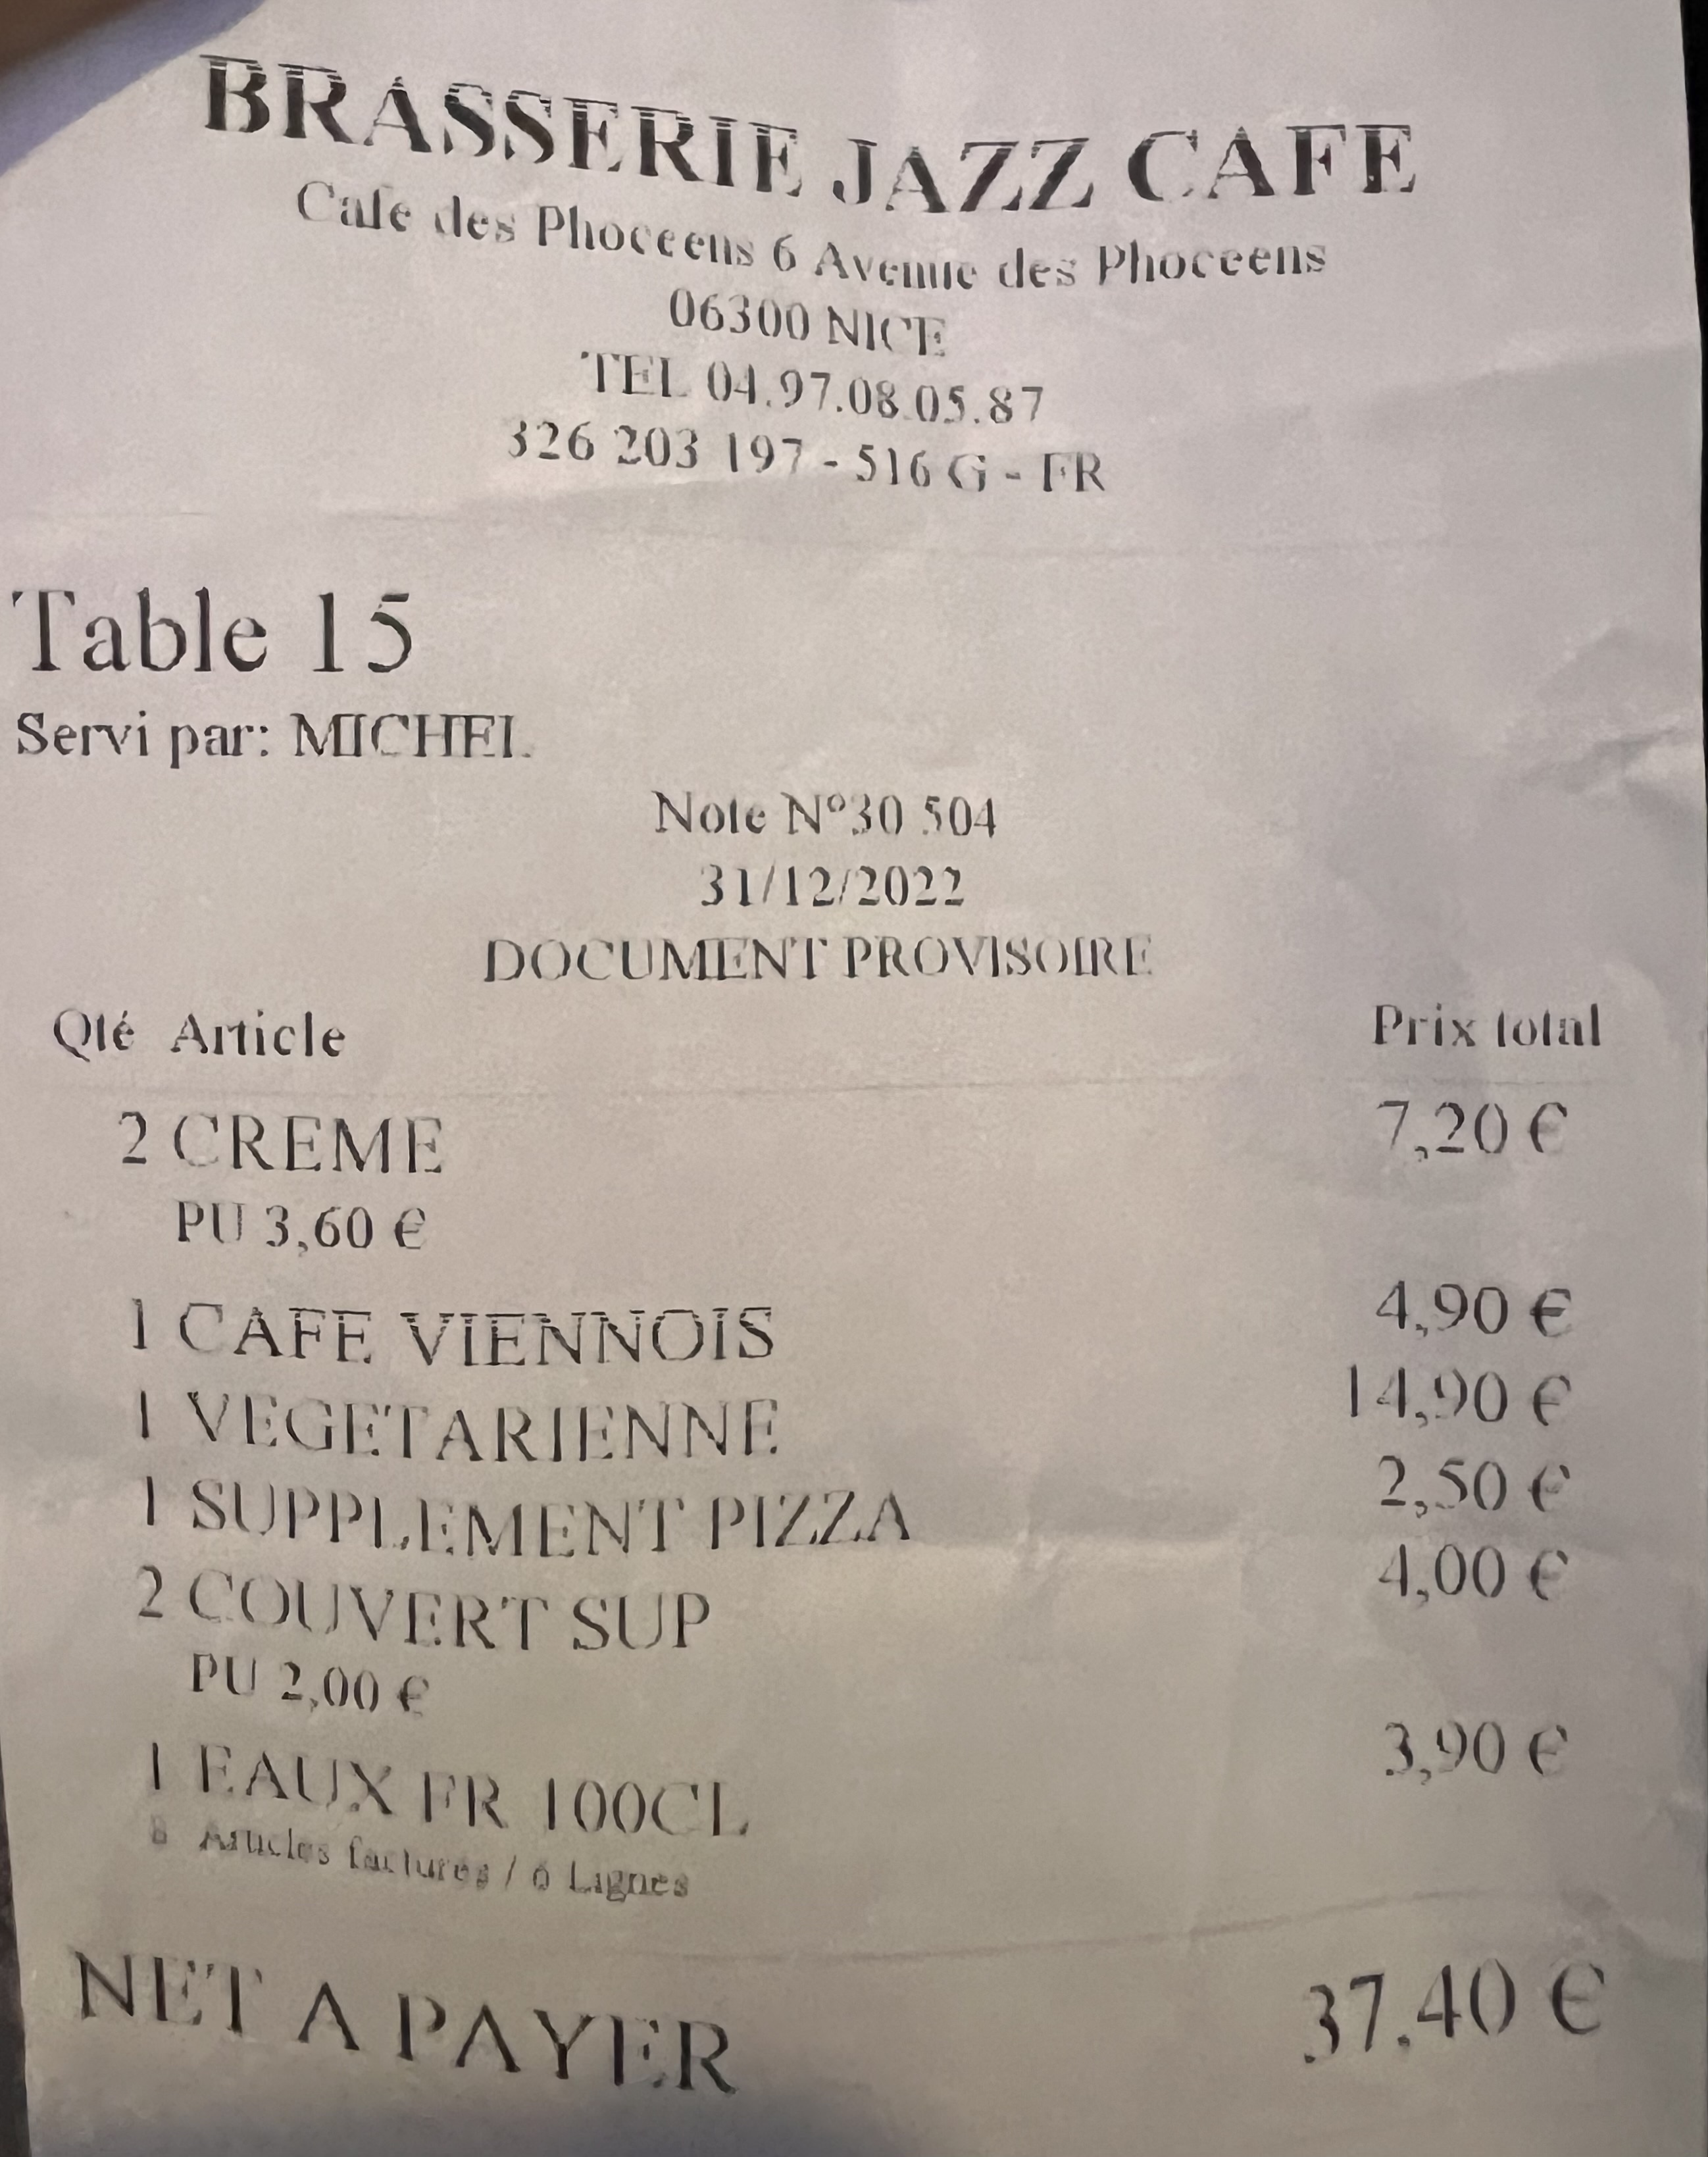 BRASSERIE JAZZ CAFE
Cafe des Phoceens 6 Avenue des Phoceens
06300 NICE
TEL 04.97.08.05.87
326 203 197 - 516 G - FR
Table 15
Servi par: MICHEL
Note N°30 504
31/12/2022
DOCUMENT PROVISOIRE
Qté Article Prix total
2 CREME 7,20 €
PU 3,60 €
1 CAFE VIENNOIS 4,90 €
1 VEGETARIENNE 14,90 €
1 SUPPLEMENT PIZZA 2,50 €
2 COUVERT SUP 4,00 €
PU 2,00 €
1 EAUX FR 100CL 3,90 €
8 Articles factures / 6 Lignes
NET A PAYER 37.40 €